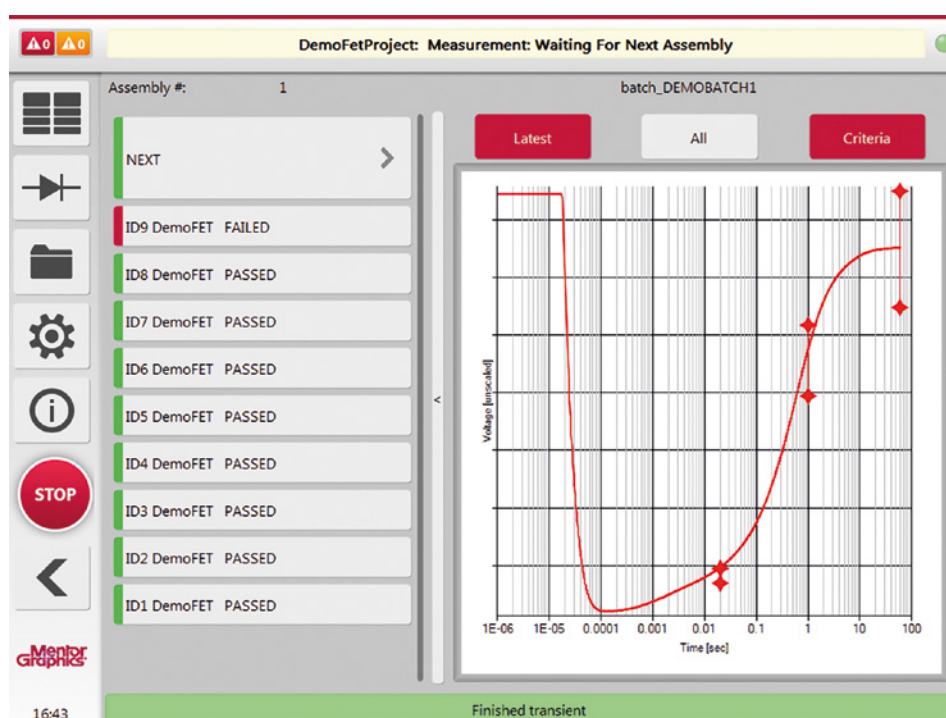 0 0
DemoFetProject: Measurement: Waiting For Next Assembly
Assembly #: 1
batch_DEMOBATCH1
NEXT
ID9 DemoFET FAILED
ID8 DemoFET PASSED
ID7 DemoFET PASSED
ID6 DemoFET PASSED
ID5 DemoFET PASSED
ID4 DemoFET PASSED
ID3 DemoFET PASSED
ID2 DemoFET PASSED
ID1 DemoFET PASSED
<
Latest All Criteria
Voltage [unscaled]
1E-06 1E-05 0.0001 0.001 0.01 0.1 1 10 100
Time [sec]
STOP
Mentor
Graphics
16:43
Finished transient